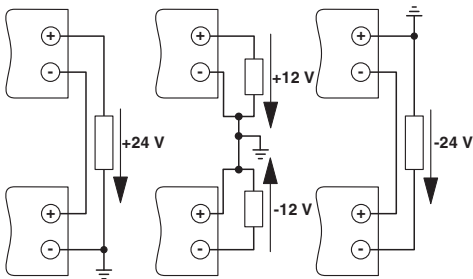 + + +
- - -
+12 V
+24 V -24 V
-12 V
+ + +
- - -